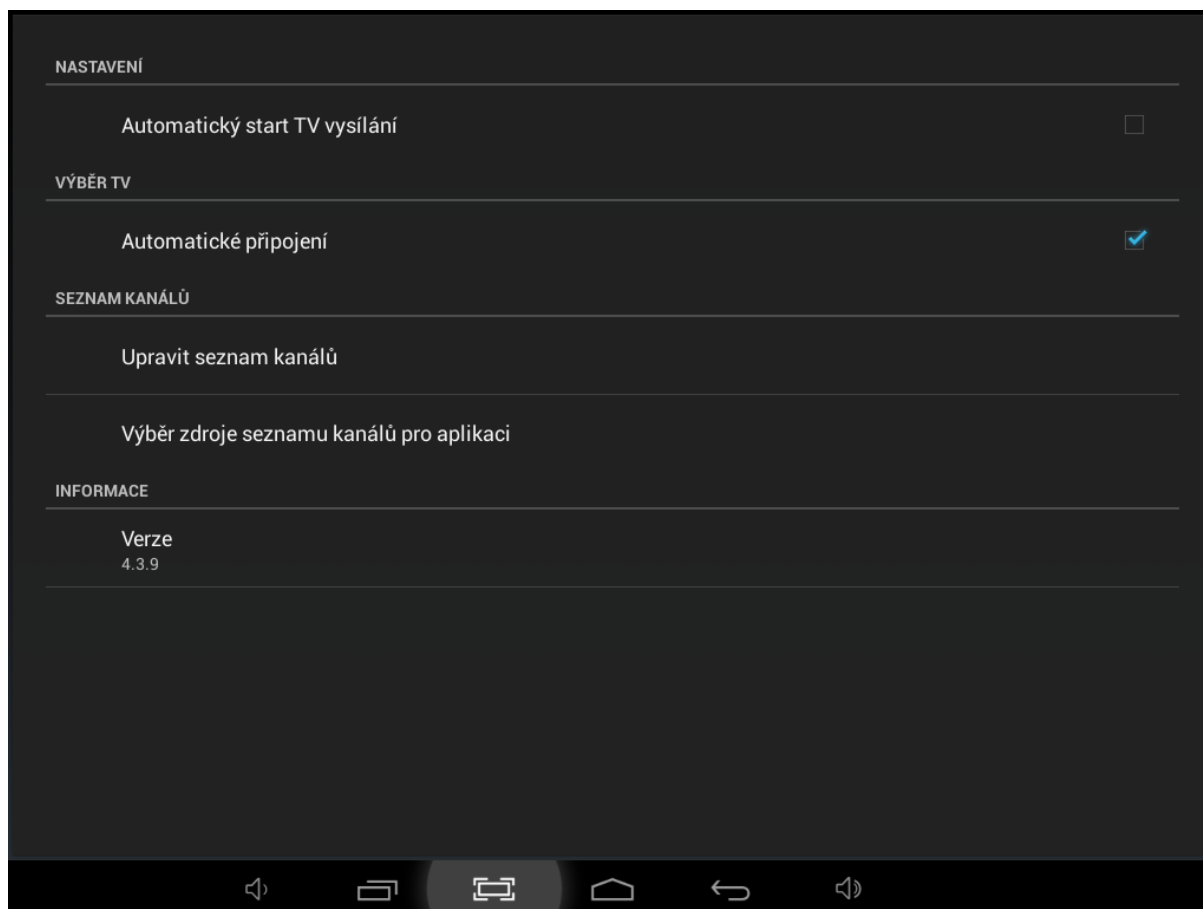 NASTAVENÍ
Automatický start TV vysílání
VÝBĚR TV
Automatické připojení
SEZNAM KANÁLŮ
Upravit seznam kanálů
Výběr zdroje seznamu kanálů pro aplikaci
INFORMACE
Verze
4.3.9